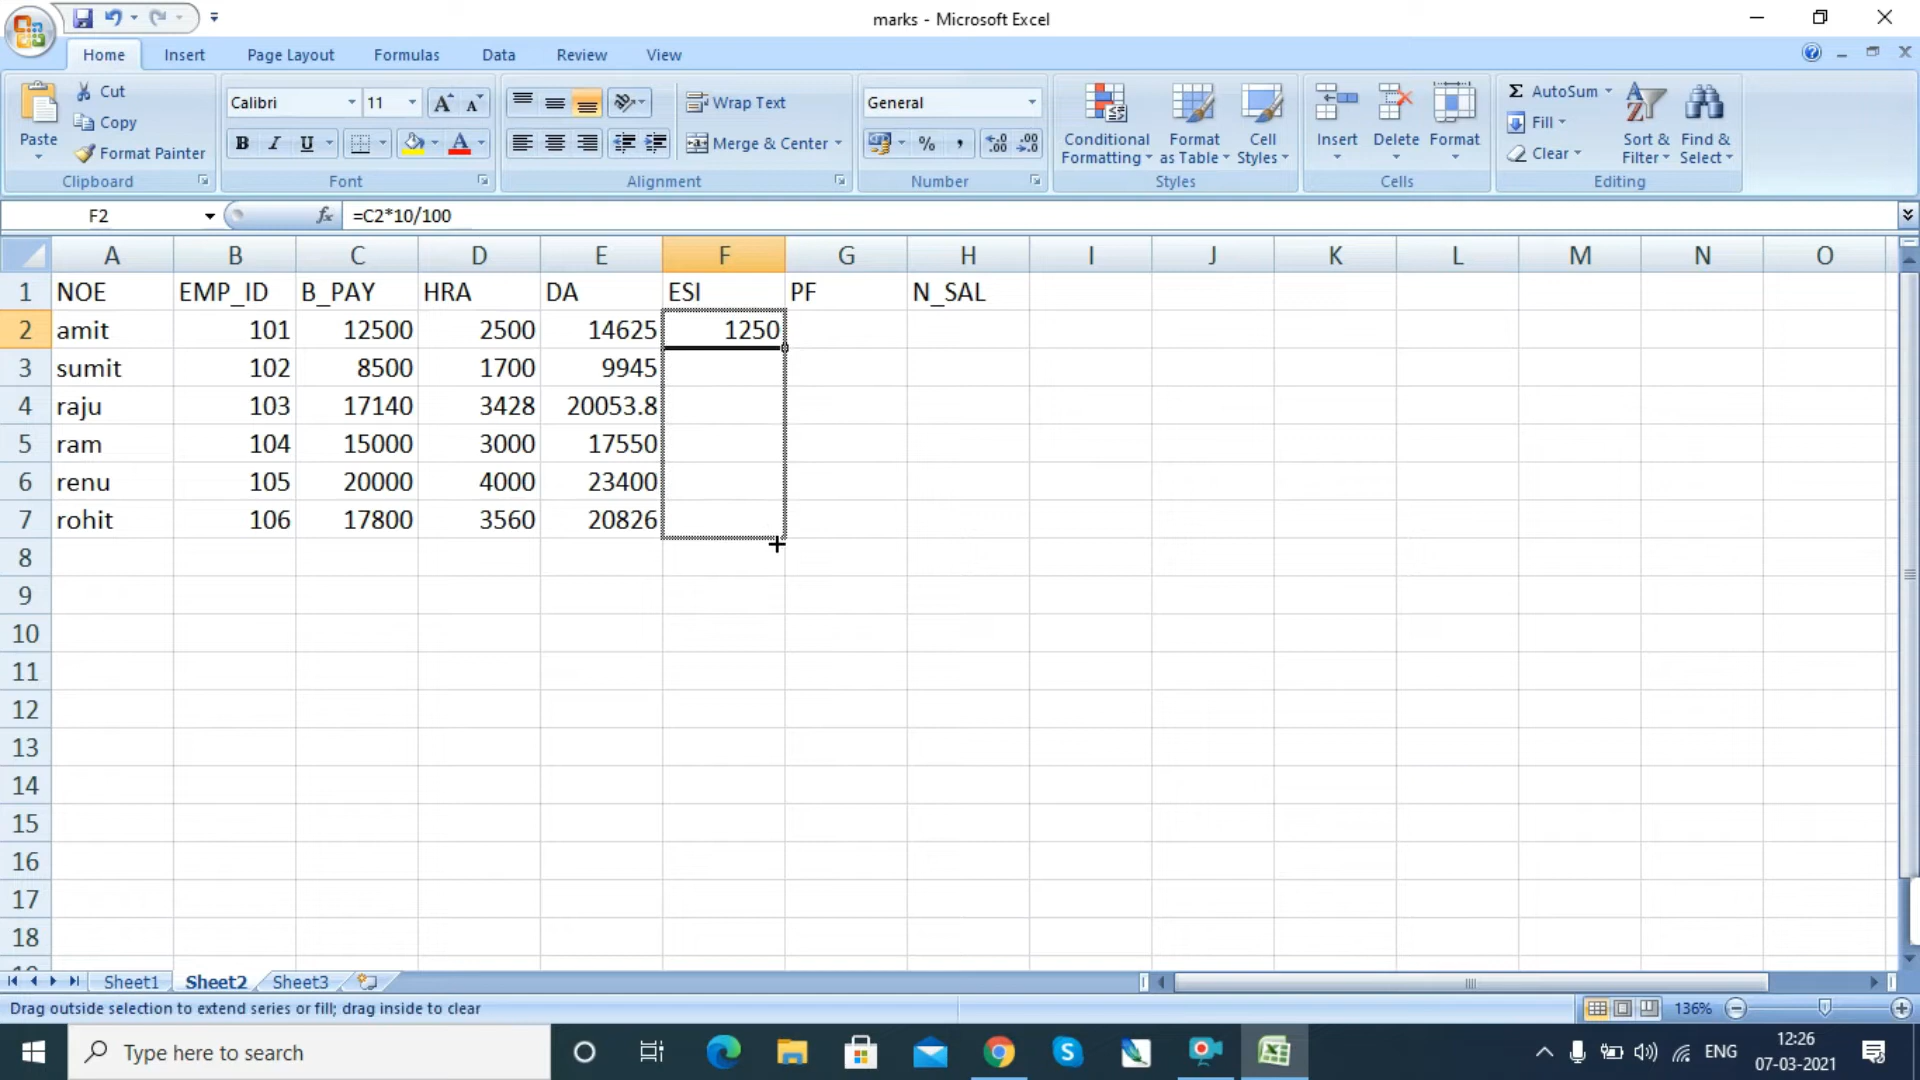 marks - Microsoft Excel
Home Insert Page Layout Formulas Data Review View
Paste Cut Copy Format Painter
Calibri 11 A A
B I U A
Wrap Text
Merge & Center
General
% , .0 .00 .00 .0
Conditional Formatting Format as Table Cell Styles
Insert Delete Format
Σ AutoSum Fill Clear
Sort & Filter Find & Select
Clipboard Font Alignment Number Styles Cells Editing
F2 fx =C2*10/100
A B C D E F G H I J K L M N O
1 NOE EMP_ID B_PAY HRA DA ESI PF N_SAL
2 amit 101 12500 2500 14625 1250
3 sumit 102 8500 1700 9945
4 raju 103 17140 3428 20053.8
5 ram 104 15000 3000 17550
6 renu 105 20000 4000 23400
7 rohit 106 17800 3560 20826
8
9
10
11
12
13
14
15
16
17
18
Sheet1 Sheet2 Sheet3
Drag outside selection to extend series or fill; drag inside to clear 136%
Type here to search ENG 12:26
07-03-2021